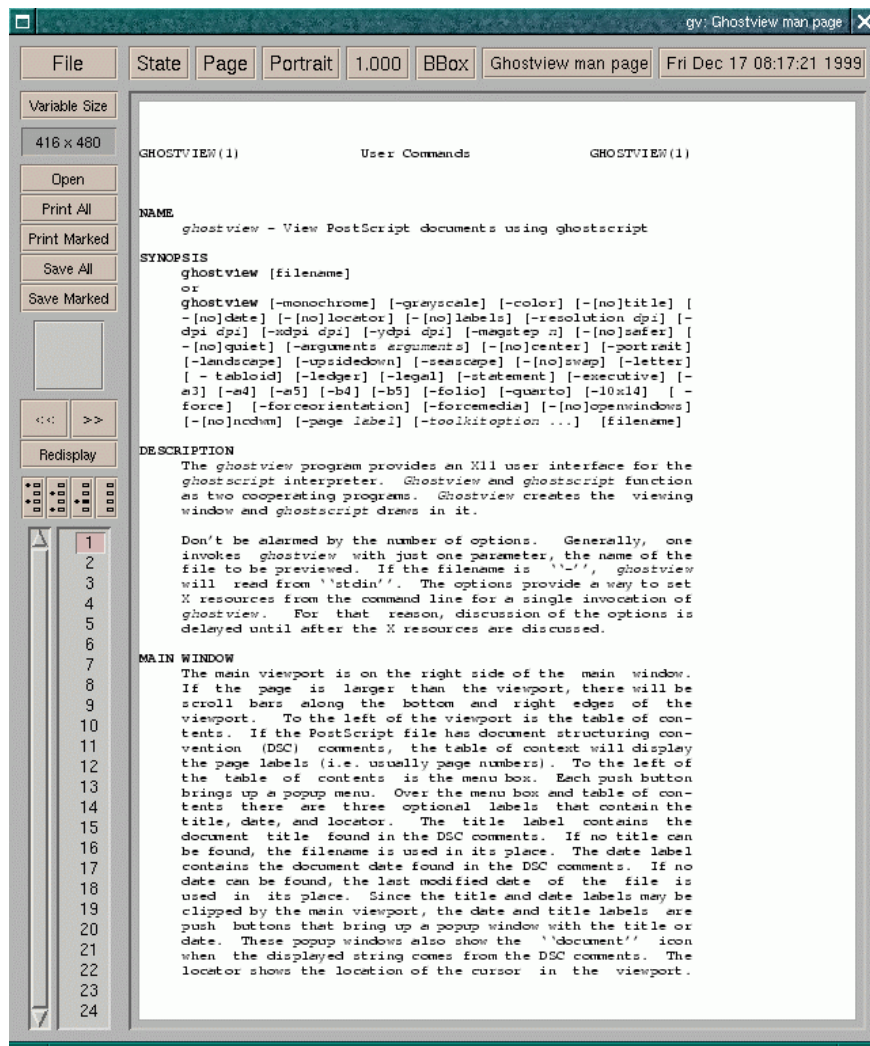 gv: Ghostview man page
File State Page Portrait 1.000 BBox Ghostview man page Fri Dec 17 08:17:21 1999
Variable Size
416 x 480
Open
Print All
Print Marked
Save All
Save Marked
<< >>
Redisplay
1
2
3
4
5
6
7
8
9
10
11
12
13
14
15
16
17
18
19
20
21
22
23
24
GHOSTVIEW(1) User Commands GHOSTVIEW(1)
NAME
ghostview - View PostScript documents using ghostscript
SYNOPSIS
ghostview [filename]
or
ghostview [-monochrome] [-grayscale] [-color] [-[no]title] [
-[no]date] [-[no]locator] [-[no]labels] [-resolution dpi] [-
dpi dpi] [-xdpi dpi] [-ydpi dpi] [-magstep n] [-[no]safer] [
-[no]quiet] [-arguments arguments] [-[no]center] [-portrait]
[-landscape] [-upsidedown] [-seascape] [-[no]swap] [-letter]
[ - tabloid] [-ledger] [-legal] [-statement] [-executive] [-
a3] [-a4] [-a5] [-b4] [-b5] [-folio] [-quarto] [-10x14] [ -
force] [-forceorientation] [-forcemedia] [-[no]openwindows]
[-[no]ncdwm] [-page label] [-toolkitoption ...] [filename]
DESCRIPTION
The ghostview program provides an X11 user interface for the
ghostscript interpreter. Ghostview and ghostscript function
as two cooperating programs. Ghostview creates the viewing
window and ghostscript draws in it.
Don't be alarmed by the number of options. Generally, one
invokes ghostview with just one parameter, the name of the
file to be previewed. If the filename is ``-'', ghostview
will read from ``stdin''. The options provide a way to set
X resources from the command line for a single invocation of
ghostview. For that reason, discussion of the options is
delayed until after the X resources are discussed.
MAIN WINDOW
The main viewport is on the right side of the main window.
If the page is larger than the viewport, there will be
scroll bars along the bottom and right edges of the
viewport. To the left of the viewport is the table of con-
tents. If the PostScript file has document structuring con-
vention (DSC) comments, the table of context will display
the page labels (i.e. usually page numbers). To the left of
the table of contents is the menu box. Each push button
brings up a popup menu. Over the menu box and table of con-
tents there are three optional labels that contain the
title, date, and locator. The title label contains the
document title found in the DSC comments. If no title can
be found, the filename is used in its place. The date label
contains the document date found in the DSC comments. If no
date can be found, the last modified date of the file is
used in its place. Since the title and date labels may be
clipped by the main viewport, the date and title labels are
push buttons that bring up a popup window with the title or
date. These popup windows also show the ``document'' icon
when the displayed string comes from the DSC comments. The
locator shows the location of the cursor in the viewport.